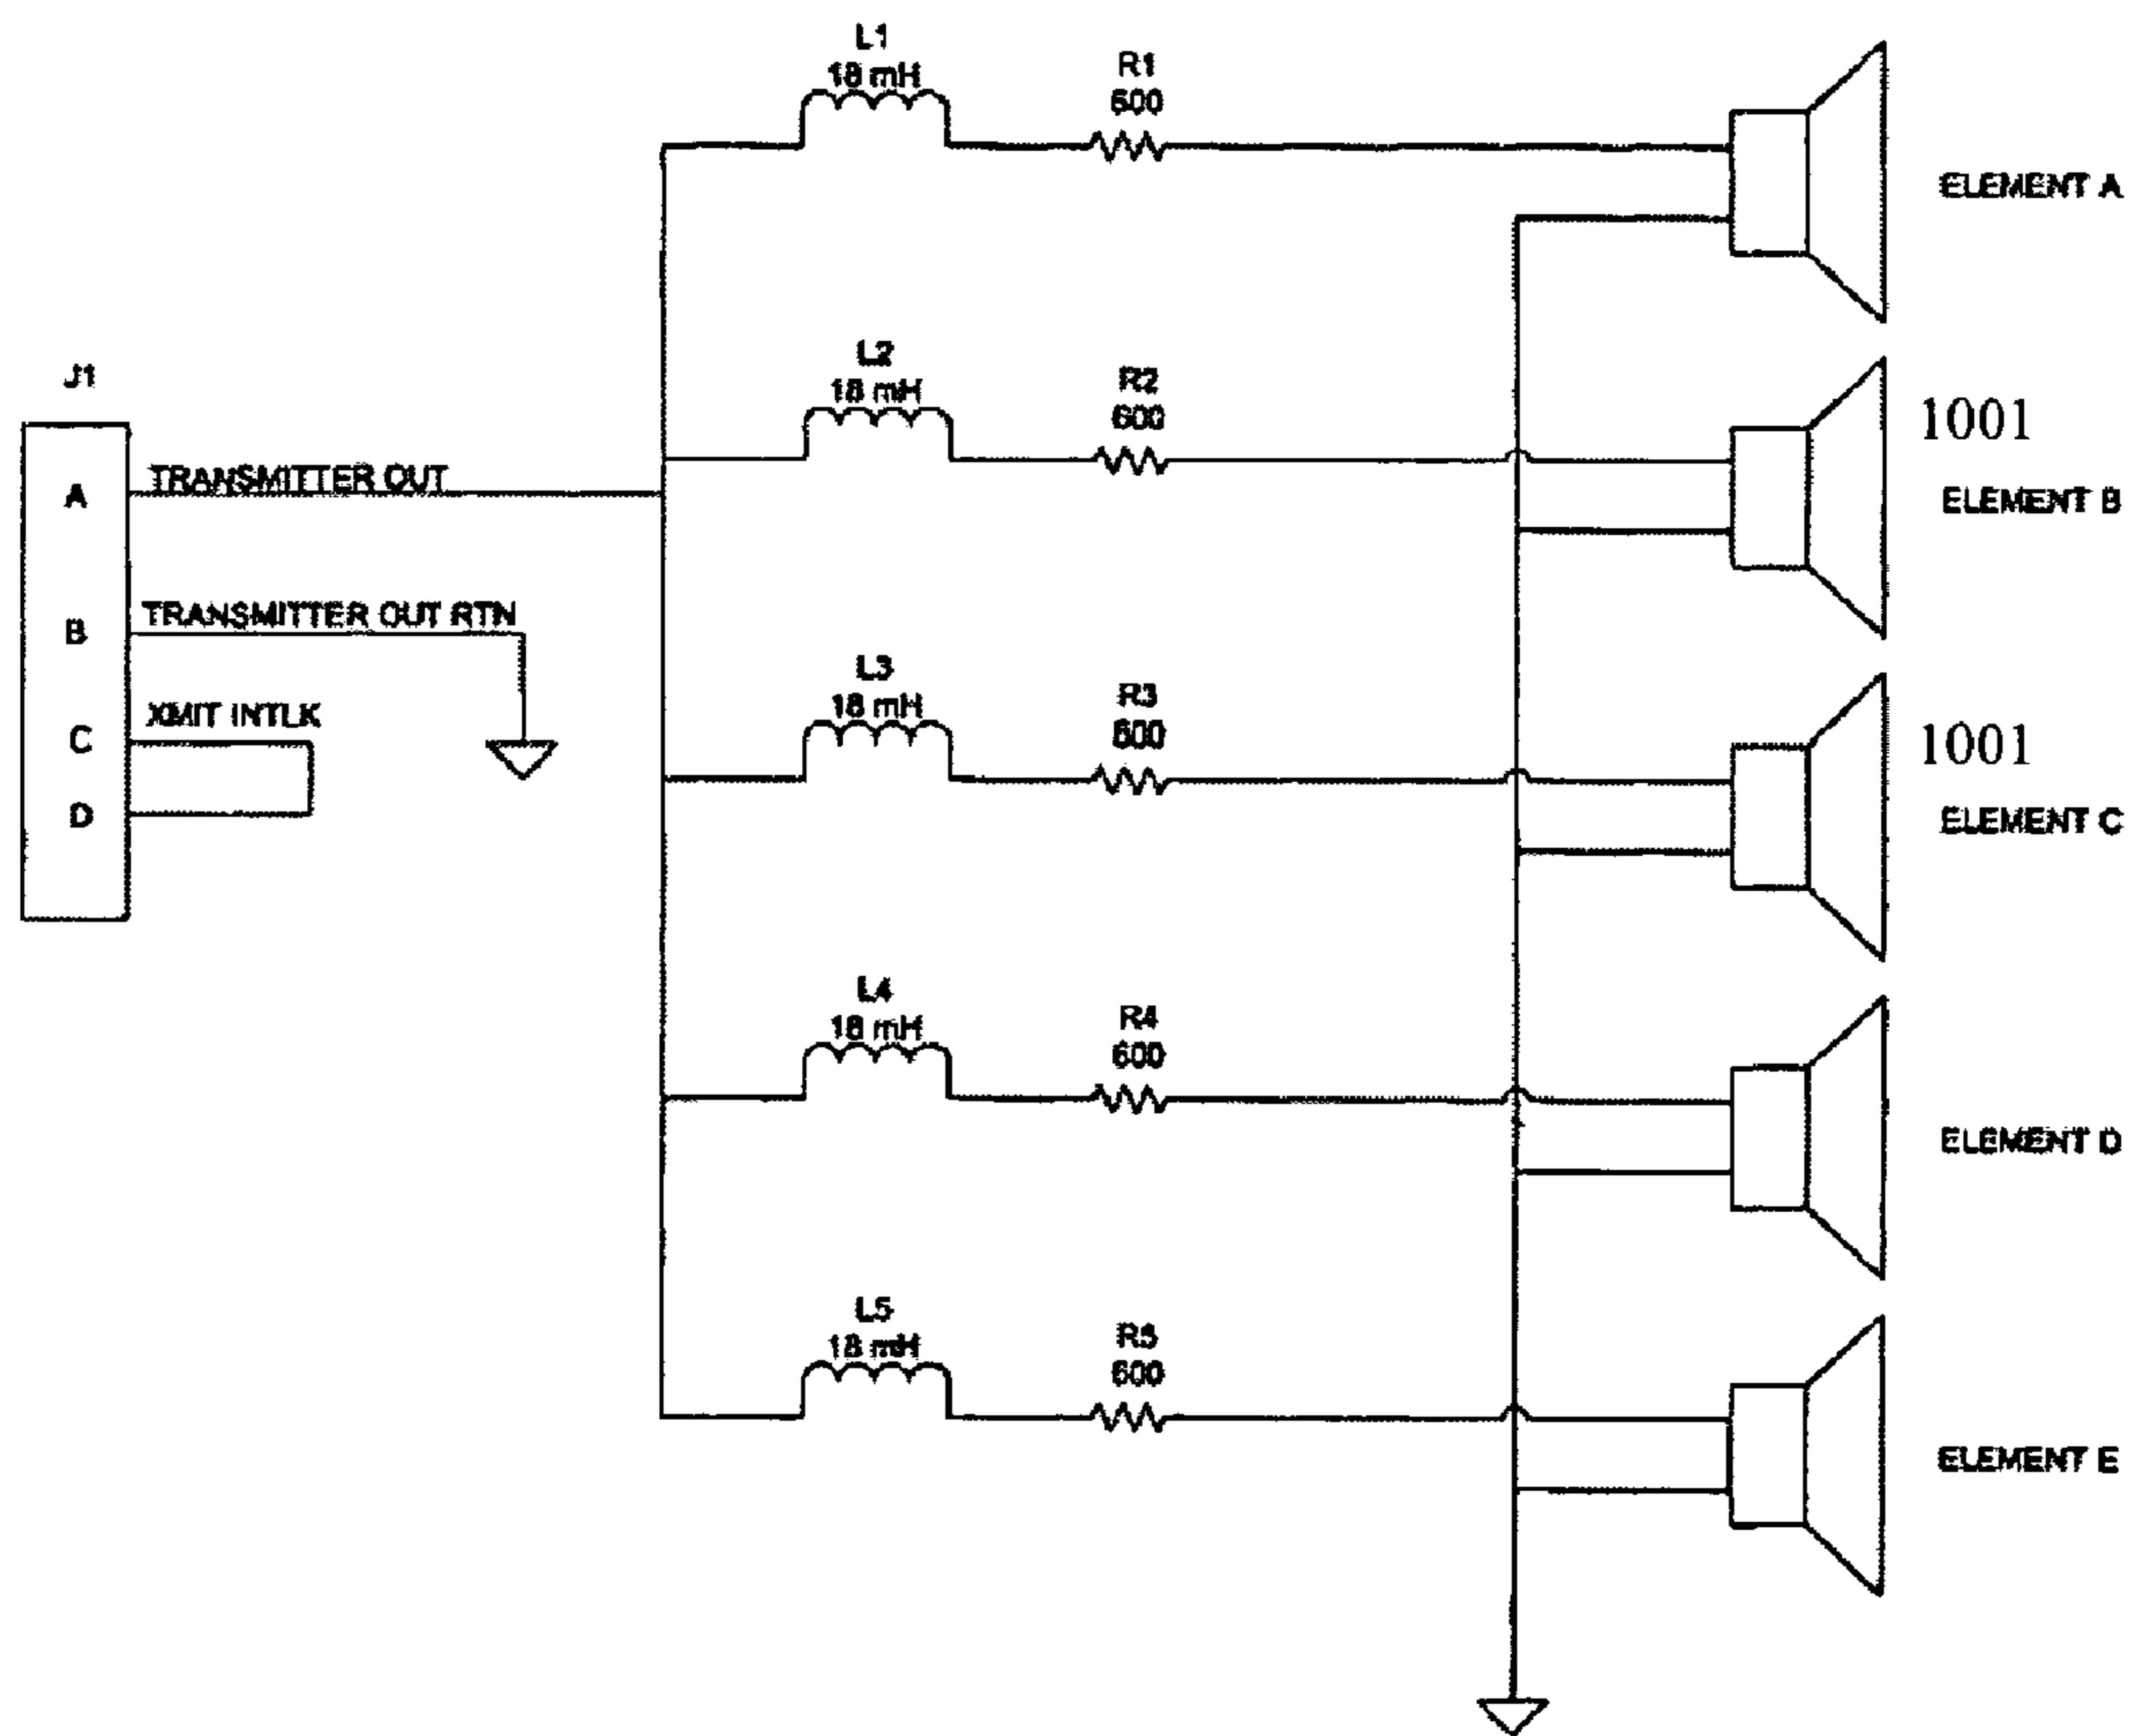 L1
18 mH
R1
600
ELEMENT A
J1
L2
18 mH
R2
600
1001
A
TRANSMITTER OUT
ELEMENT B
B
TRANSMITTER OUT RTN
L3
18 mH
R3
600
XMIT INTLK
C
1001
D
ELEMENT C
L4
18 mH
R4
600
ELEMENT D
L5
18 mH
R5
600
ELEMENT E